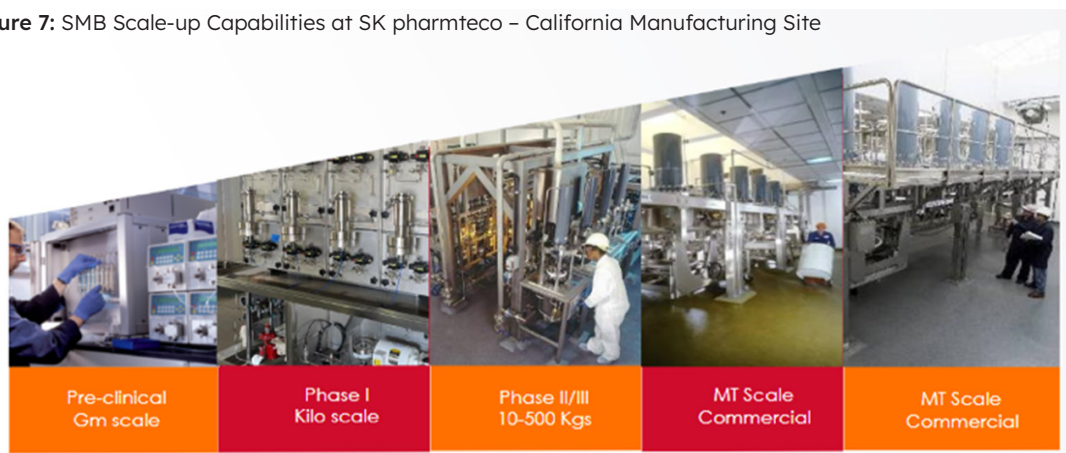 ure 7: SMB Scale-up Capabilities at SK pharmteco – California Manufacturing Site
Pre-clinical
Gm scale
Phase I
Kilo scale
Phase II/III
10-500 Kgs
MT Scale
Commercial
MT Scale
Commercial